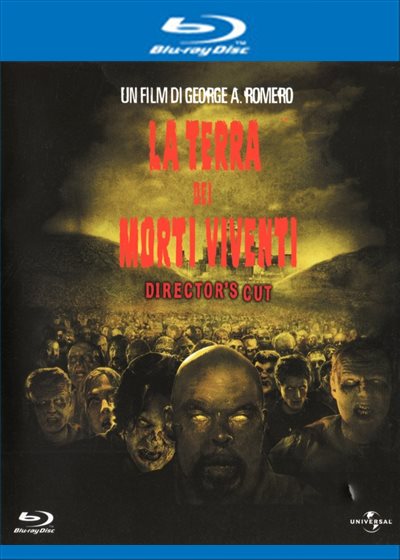 Blu-ray Disc
UN FILM DI GEORGE A. ROMERO
LA TERRA
DEI
MORTI VIVENTI
DIRECTOR'S CUT
Blu-ray Disc
UNIVERSAL